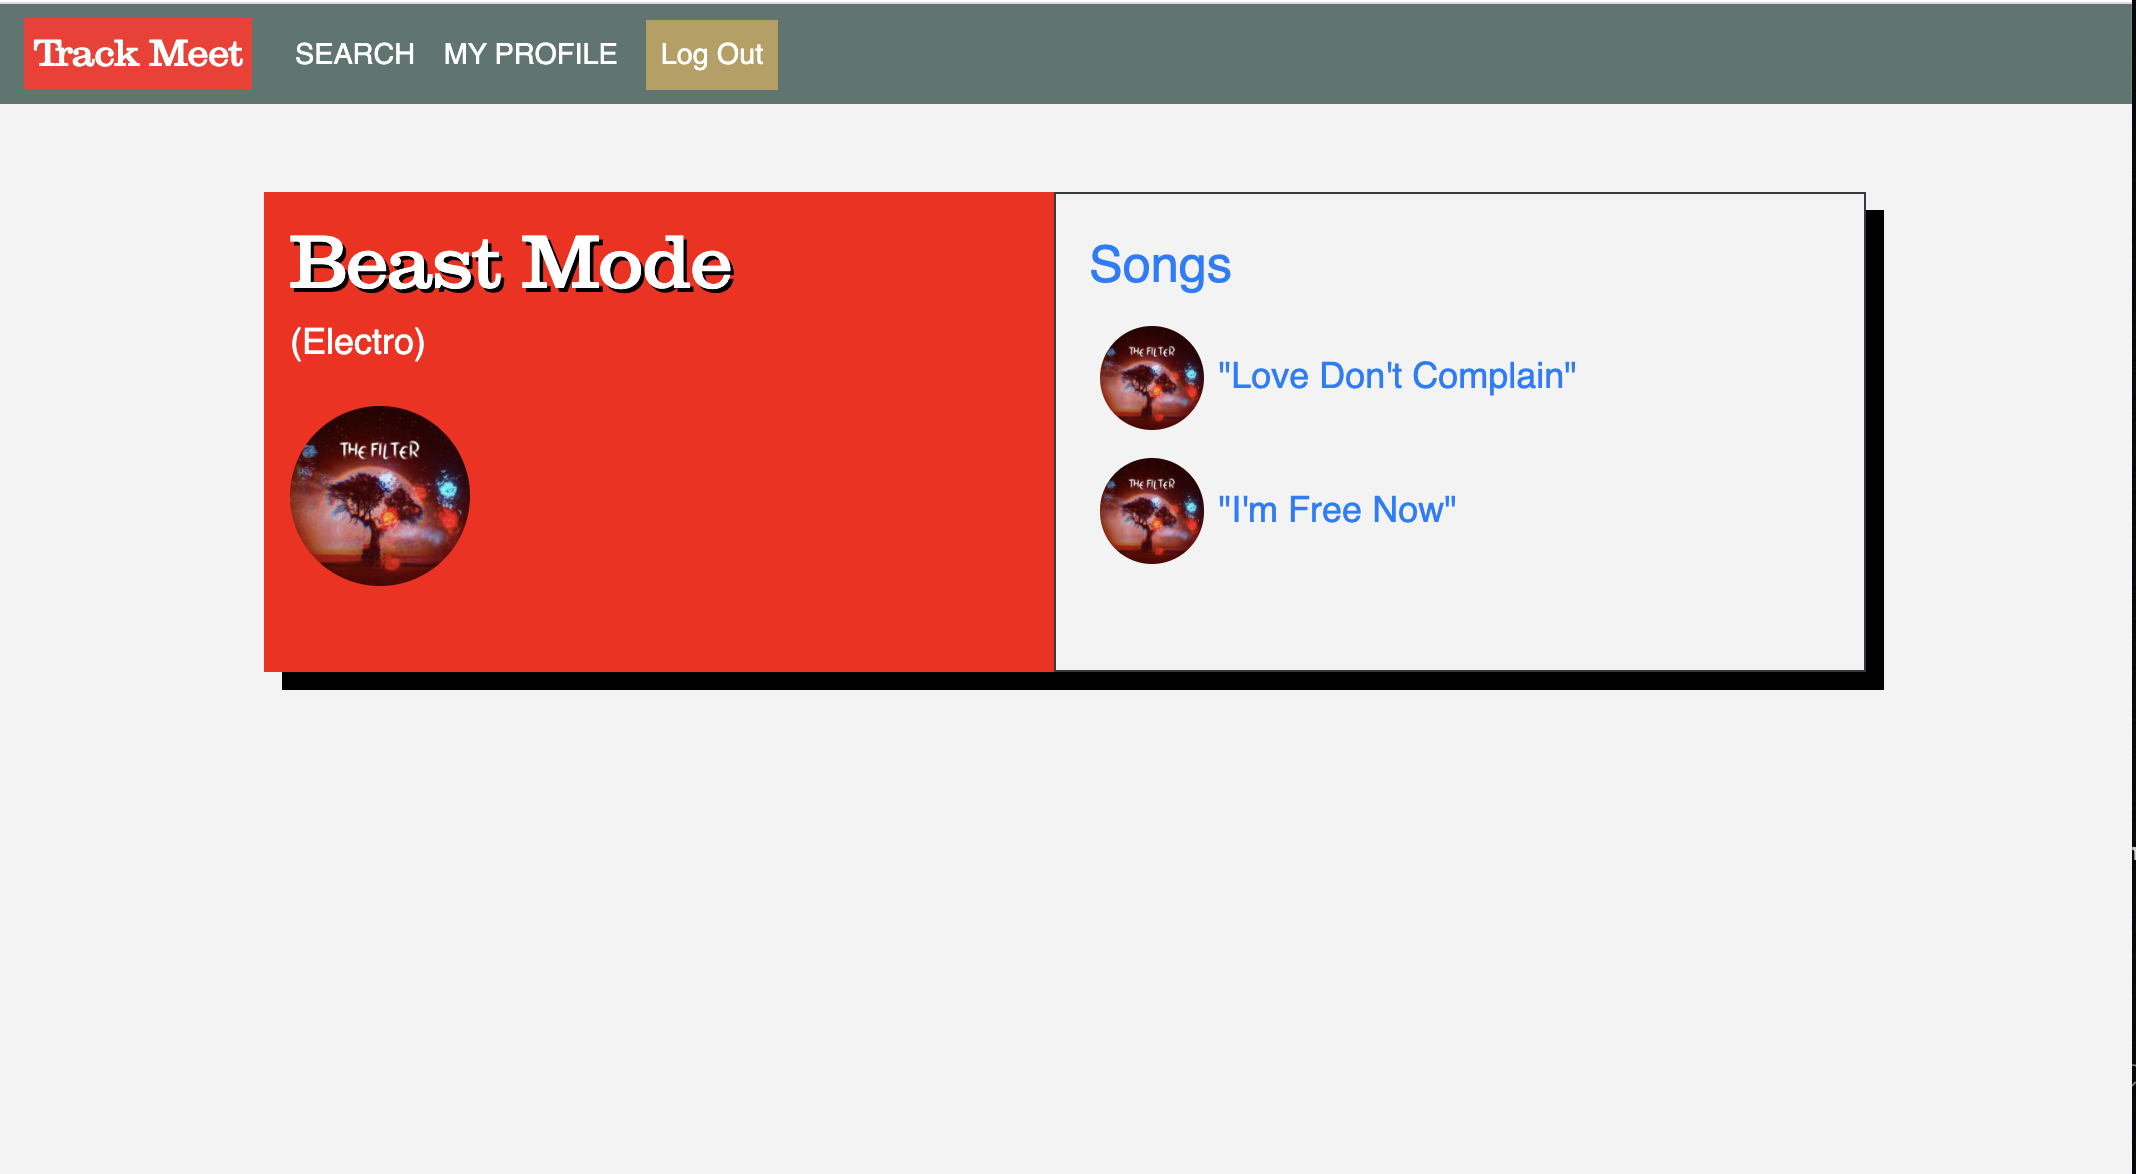 Track Meet
SEARCH
MY PROFILE
Log Out
Beast Mode
(Electro)
THE FILTER
Songs
THE FILTER
"Love Don't Complain"
THE FILTER
"I'm Free Now"